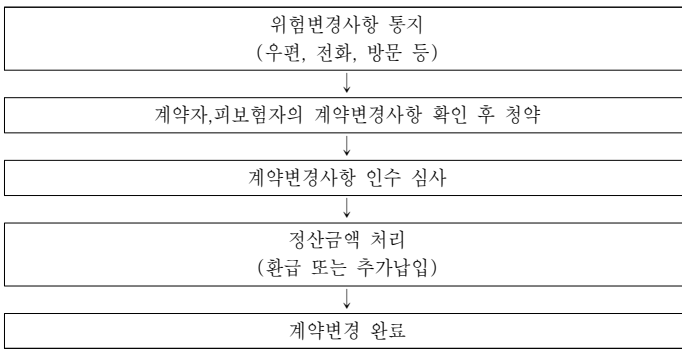 위험변경사항 통지
(우편, 전화, 방문 등)
↓
계약자,피보험자의 계약변경사항 확인 후 청약
↓
계약변경사항 인수 심사
↓
정산금액 처리
(환급 또는 추가납입)
↓
계약변경 완료